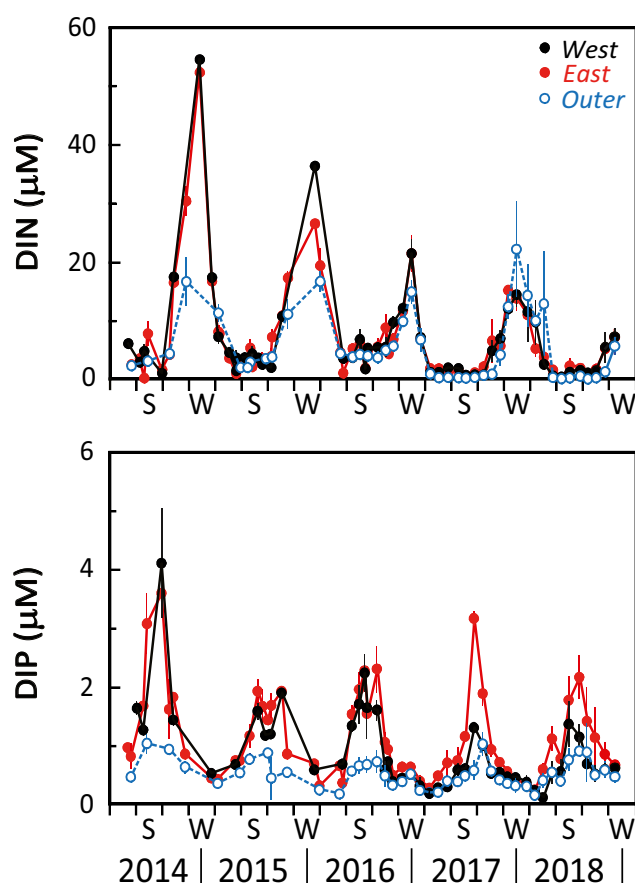 60
West
East
Outer
40
DIN (μM)
20
0
S W S W S W S W S W
6
4
DIP (μM)
2
0
S W S W S W S W S W
2014 2015 2016 2017 2018